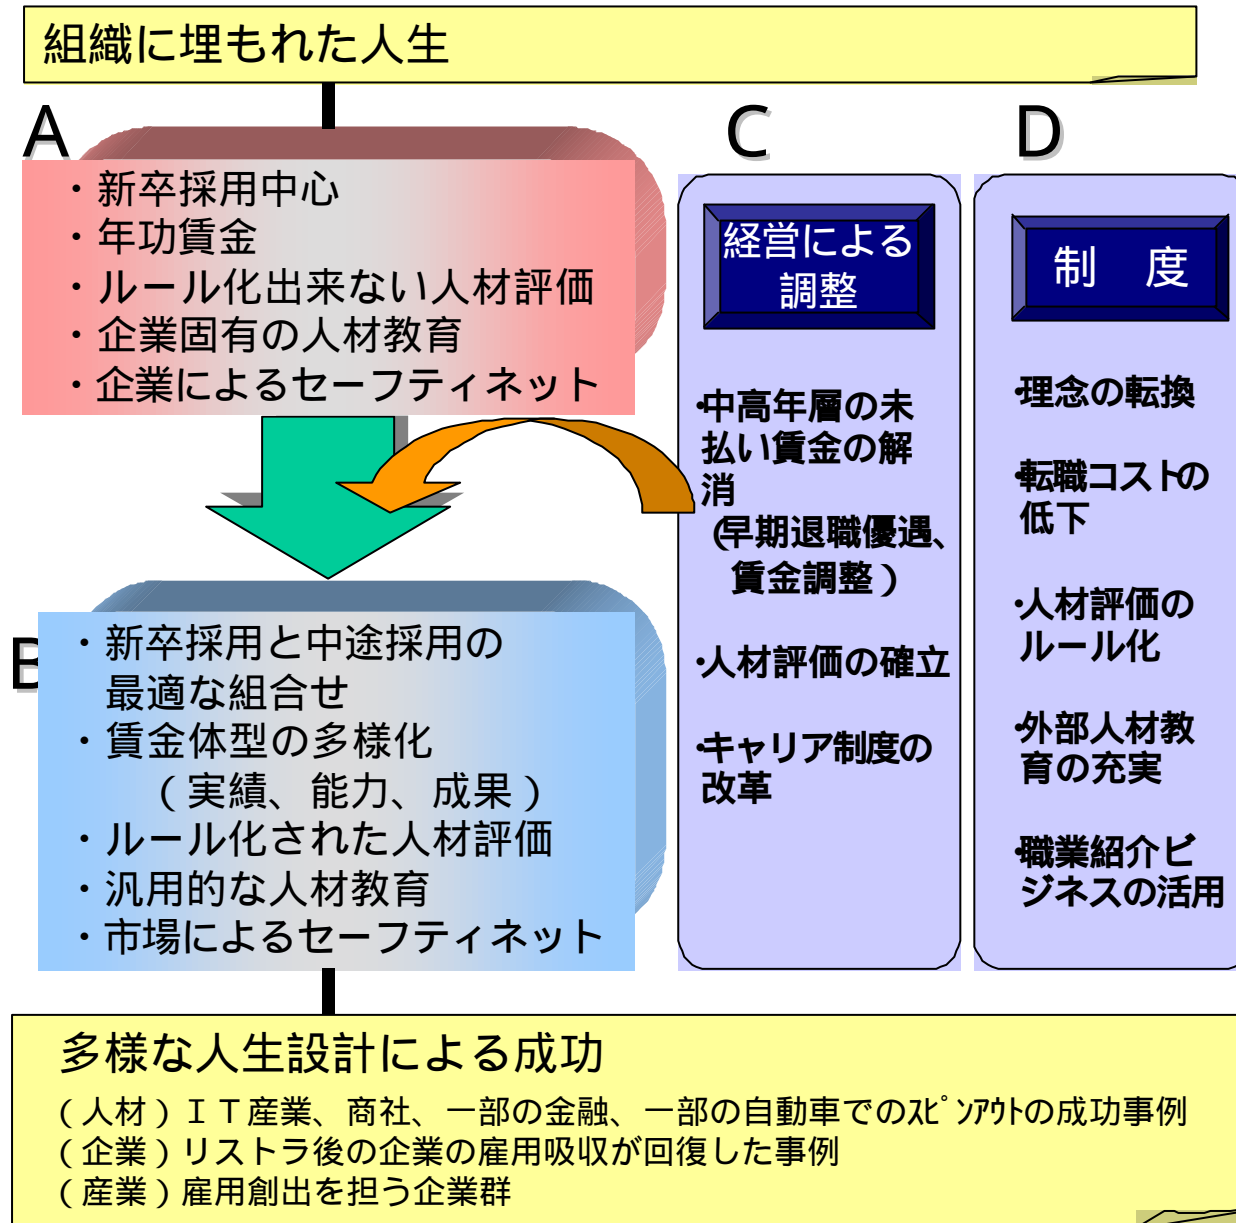 組織に埋もれた人生
A
・新卒採用中心
・年功賃金
・ルール化出来ない人材評価
・企業固有の人材教育
・企業によるセーフティネット
B
・新卒採用と中途採用の
最適な組合せ
・賃金体型の多様化
（実績、能力、成果）
・ルール化された人材評価
・汎用的な人材教育
・市場によるセーフティネット
C
経営による
調整
・中高年層の未
払い賃金の解
消
（早期退職優遇、
賃金調整）
・人材評価の確立
・キャリア制度の
改革
D
制　度
・理念の転換
・転職コストの
低下
・人材評価の
ルール化
・外部人材教
育の充実
・職業紹介ビ
ジネスの活用
多様な人生設計による成功
（人材）ＩＴ産業、商社、一部の金融、一部の自動車でのｽﾋﾟﾝｱｳﾄの成功事例
（企業）リストラ後の企業の雇用吸収が回復した事例
（産業）雇用創出を担う企業群